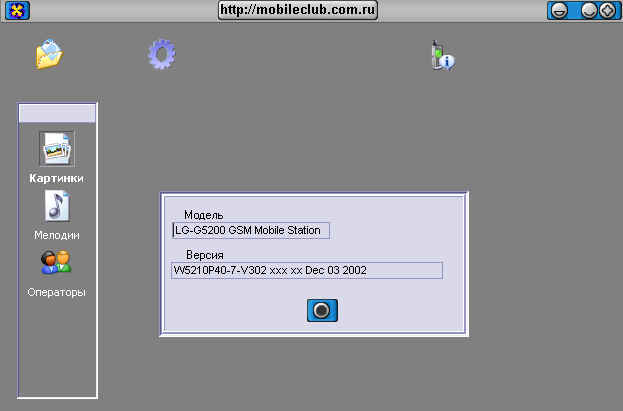 http://mobileclub.com.ru/
Картинки
Мелодии
Операторы
Модель
LG-G5200 GSM Mobile Station
Версия
W5210P40-7-V302 xxx xx Dec 03 2002